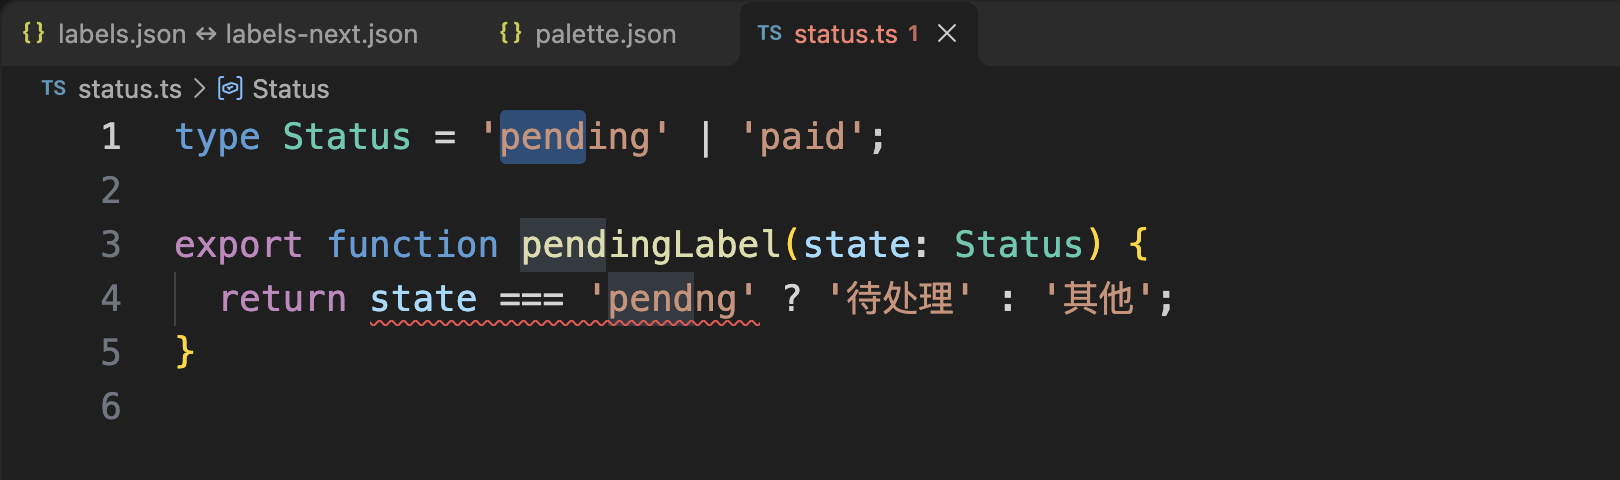 {} labels.json ↔ labels-next.json {} palette.json TS status.ts 1 ×
TS status.ts > Status
1 type Status = 'pending' | 'paid';
2
3 export function pendingLabel(state: Status) {
4 return state === 'pendng' ? '待处理' : '其他';
5 }
6